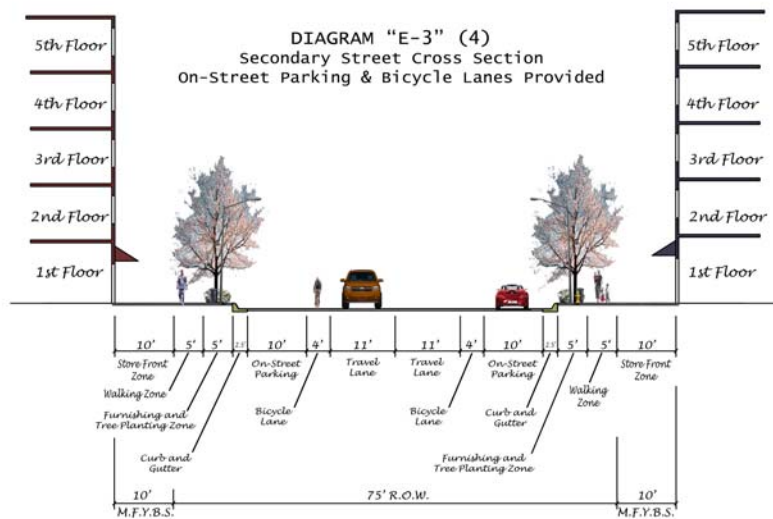 DIAGRAM “E-3” (4)
Secondary Street Cross Section
On-Street Parking & Bicycle Lanes Provided
5th Floor
4th Floor
3rd Floor
2nd Floor
1st Floor
5th Floor
4th Floor
3rd Floor
2nd Floor
1st Floor
10' 5' 5' 2.5' 10' 4' 11' 11' 4' 10' 2.5' 5' 5' 10'
Store Front
Zone
Walking Zone
Furnishing and
Tree Planting Zone
Curb and
Gutter
On-Street
Parking
Bicycle
Lane
Travel
Lane
Travel
Lane
Bicycle
Lane
On-Street
Parking
Curb and
Gutter
Furnishing and
Tree Planting Zone
Walking
Zone
Store Front
Zone
10' 75' R.O.W. 10'
M.F.Y.B.S. M.F.Y.B.S.